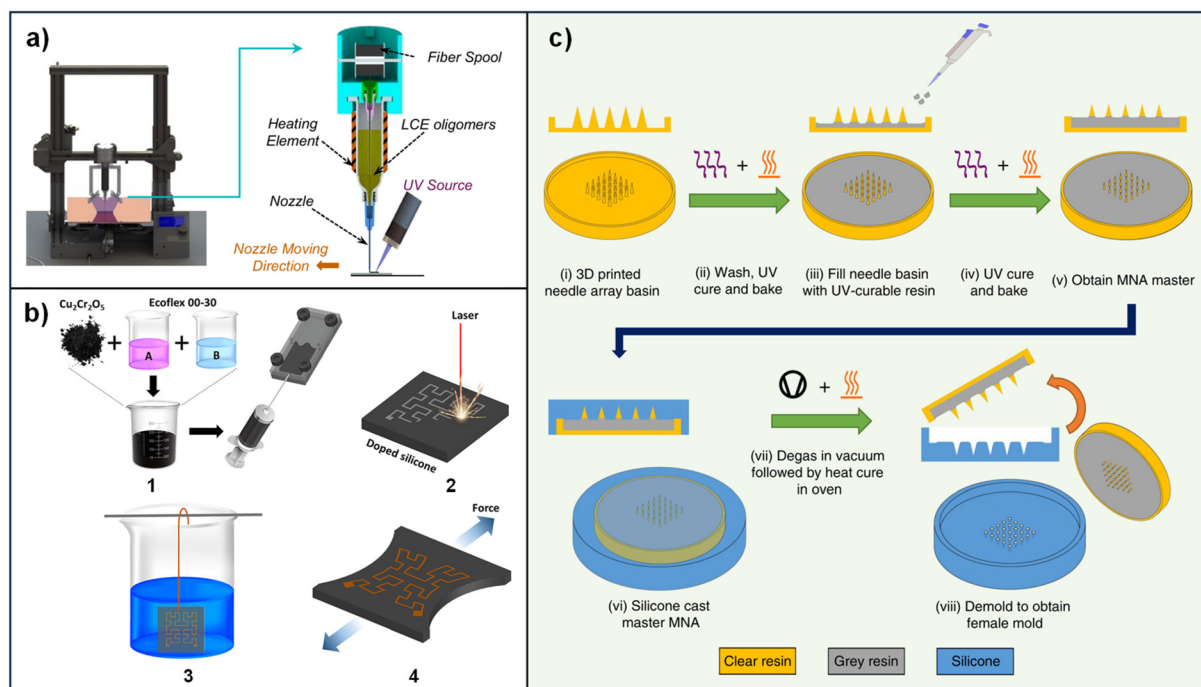 a)
Fiber Spool
Heating
Element
LCE oligomers
UV Source
Nozzle
Nozzle Moving
Direction
b)
Cu2Cr2O5
Ecoflex 00-30
+
+
A
B
1
Laser
Doped silicone
2
3
Force
4
c)
+
+
(i) 3D printed
needle array basin
(ii) Wash, UV
cure and bake
(iii) Fill needle basin
with UV-curable resin
(iv) UV cure
and bake
(v) Obtain MNA master
+
(vii) Degas in vacuum
followed by heat cure
in oven
(vi) Silicone cast
master MNA
(viii) Demold to obtain
female mold
Clear resin
Grey resin
Silicone